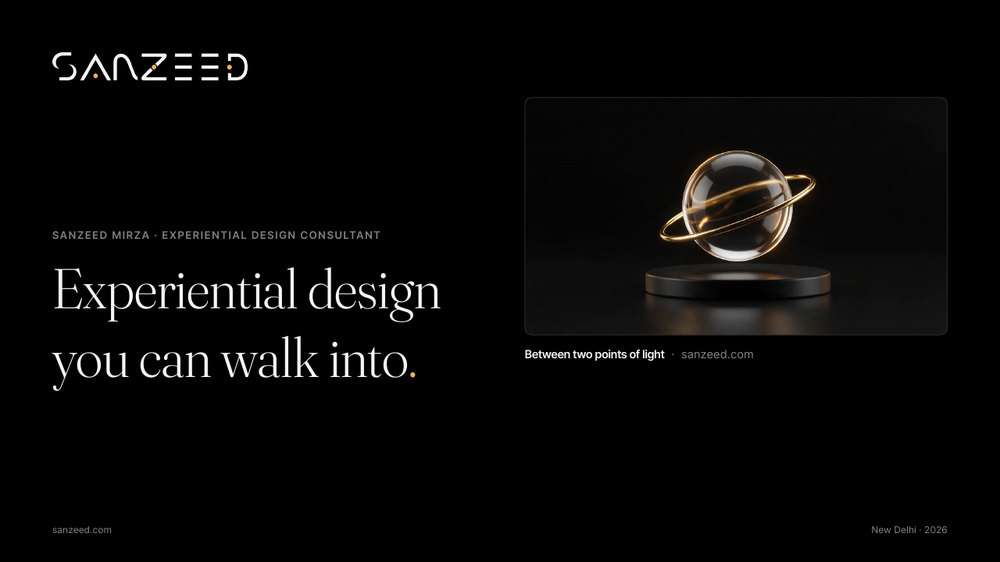 SANZEED
SANZEED MIRZA · EXPERIENTIAL DESIGN CONSULTANT
Experiential design
you can walk into.
Between two points of light · sanzeed.com
sanzeed.com
New Delhi · 2026